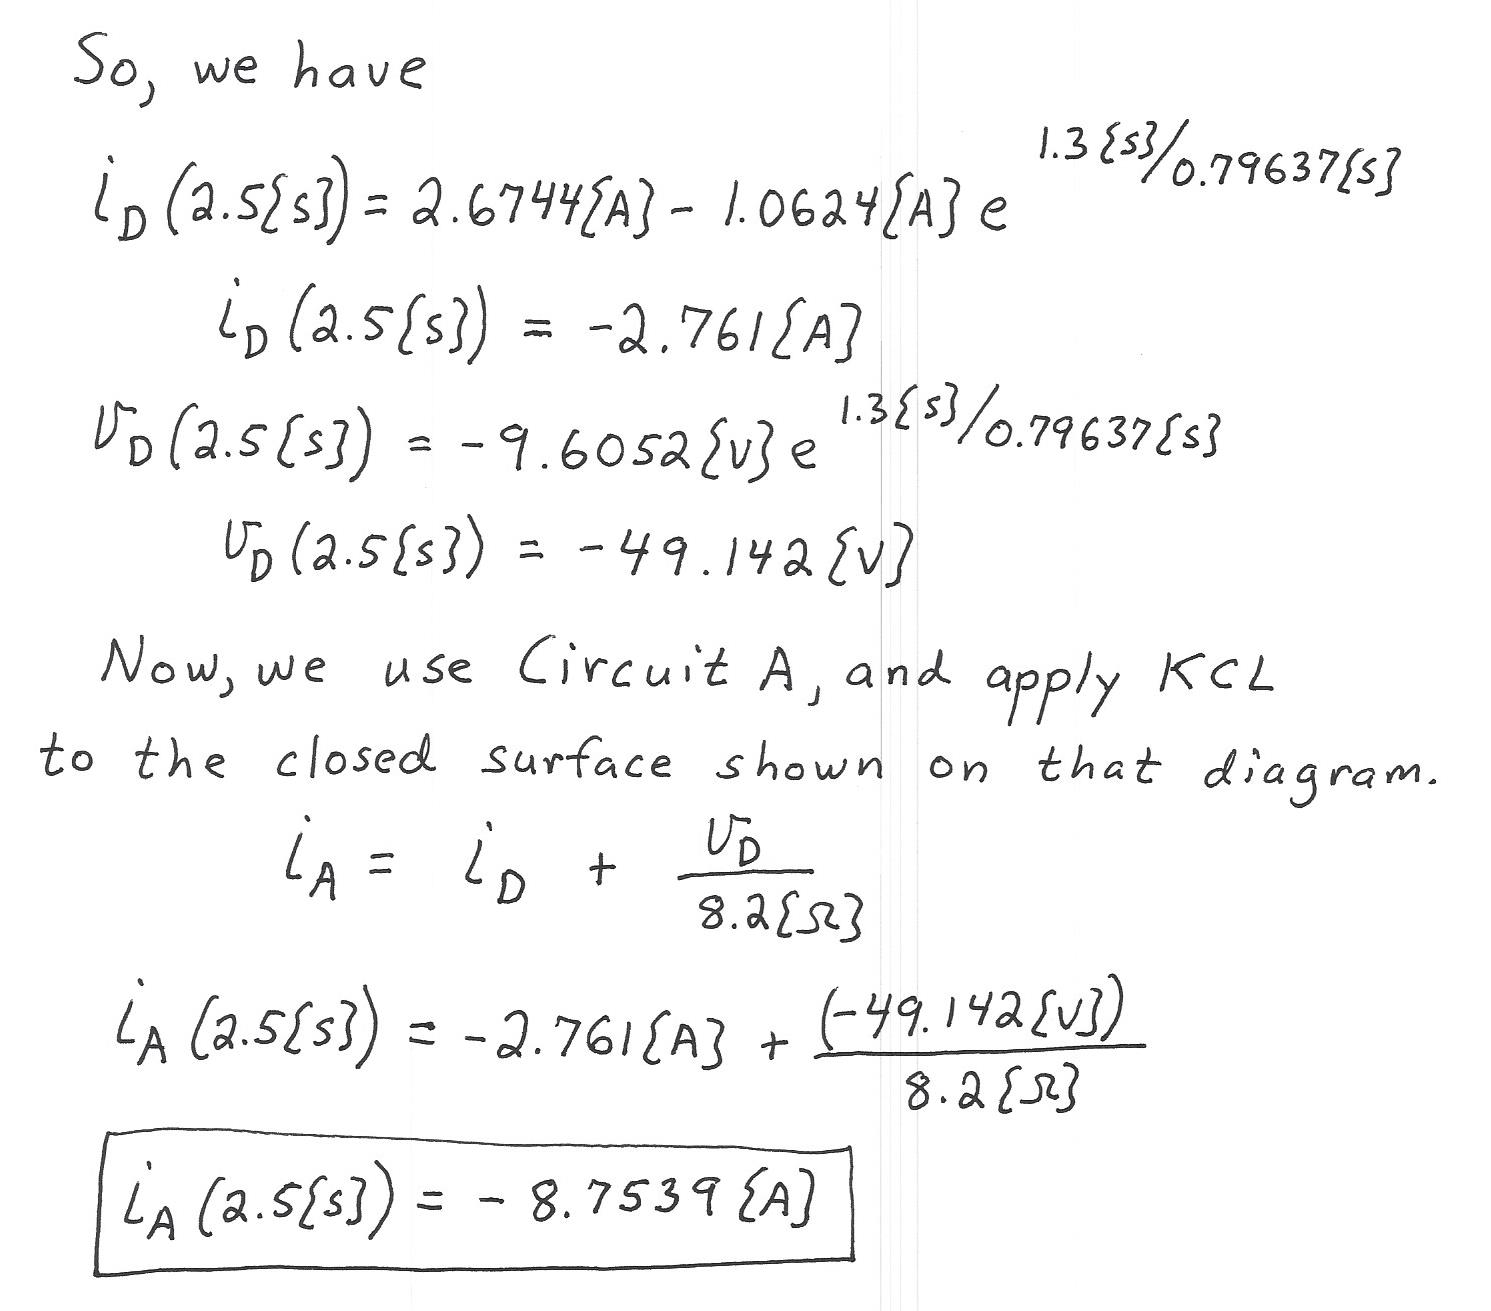 So, we have
i_D (2.5{s}) = 2.6744{A} - 1.0624{A} e^{1.3{s}/0.79637{s}}
i_D (2.5{s}) = -2.761{A}
v_D (2.5{s}) = -9.6052{V} e^{1.3{s}/0.79637{s}}
v_D (2.5{s}) = -49.142{V}
Now, we use Circuit A, and apply KCL
to the closed surface shown on that diagram.
i_A = i_D + v_D / 8.2{Ω}
i_A (2.5{s}) = -2.761{A} + (-49.142{V}) / 8.2{Ω}
i_A (2.5{s}) = -8.7539{A}